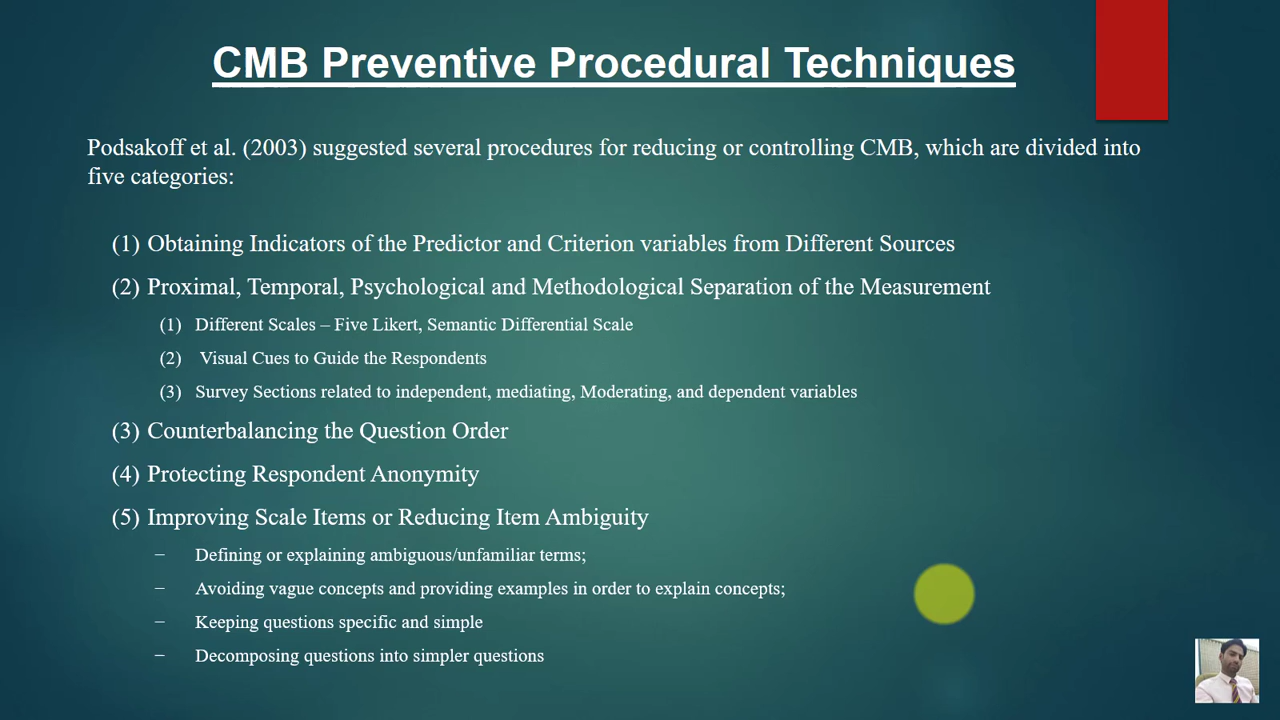 CMB Preventive Procedural Techniques
Podsakoff et al. (2003) suggested several procedures for reducing or controlling CMB, which are divided into
five categories:
(1) Obtaining Indicators of the Predictor and Criterion variables from Different Sources
(2) Proximal, Temporal, Psychological and Methodological Separation of the Measurement
(1) Different Scales – Five Likert, Semantic Differential Scale
(2) Visual Cues to Guide the Respondents
(3) Survey Sections related to independent, mediating, Moderating, and dependent variables
(3) Counterbalancing the Question Order
(4) Protecting Respondent Anonymity
(5) Improving Scale Items or Reducing Item Ambiguity
– Defining or explaining ambiguous/unfamiliar terms;
– Avoiding vague concepts and providing examples in order to explain concepts;
– Keeping questions specific and simple
– Decomposing questions into simpler questions